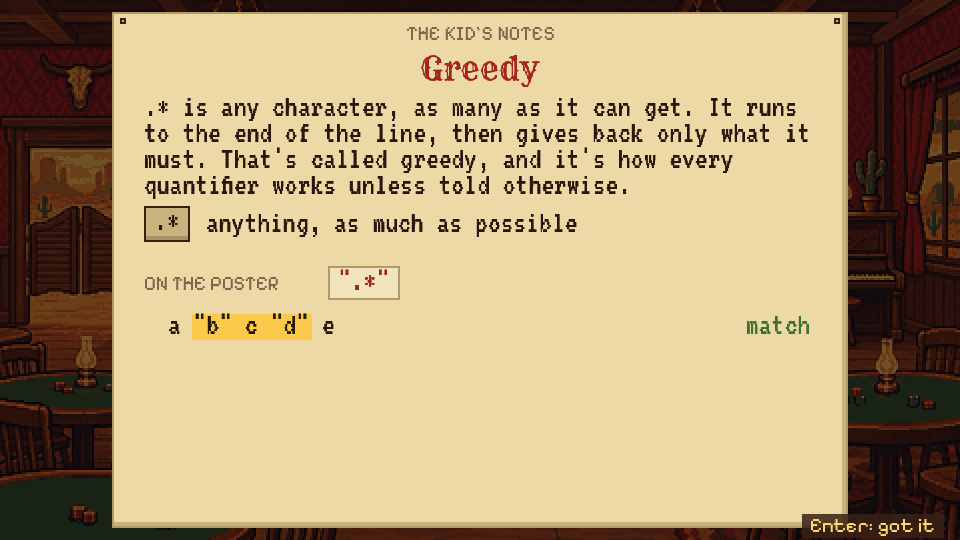 THE KID'S NOTES
Greedy
.* is any character, as many as it can get. It runs
to the end of the line, then gives back only what it
must. That's called greedy, and it's how every
quantifier works unless told otherwise.
.* anything, as much as possible
ON THE POSTER ".*"
a "b" c "d" e match
Enter: got it